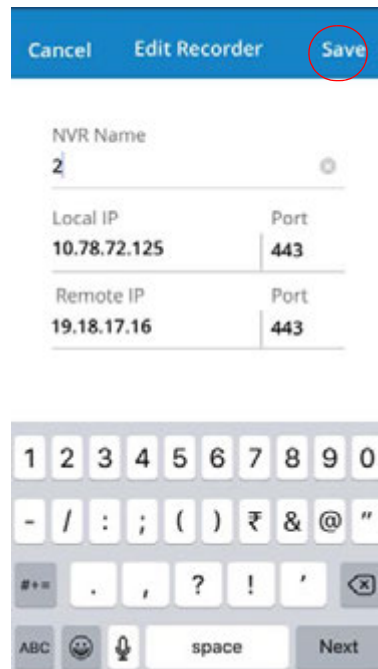 Cancel Edit Recorder Save
NVR Name
2
Local IP Port
10.78.72.125 443
Remote IP Port
19.18.17.16 443
1 2 3 4 5 6 7 8 9 0
- / : ; ( ) ₹ & @ "
#+= . , ? ! '
ABC space Next